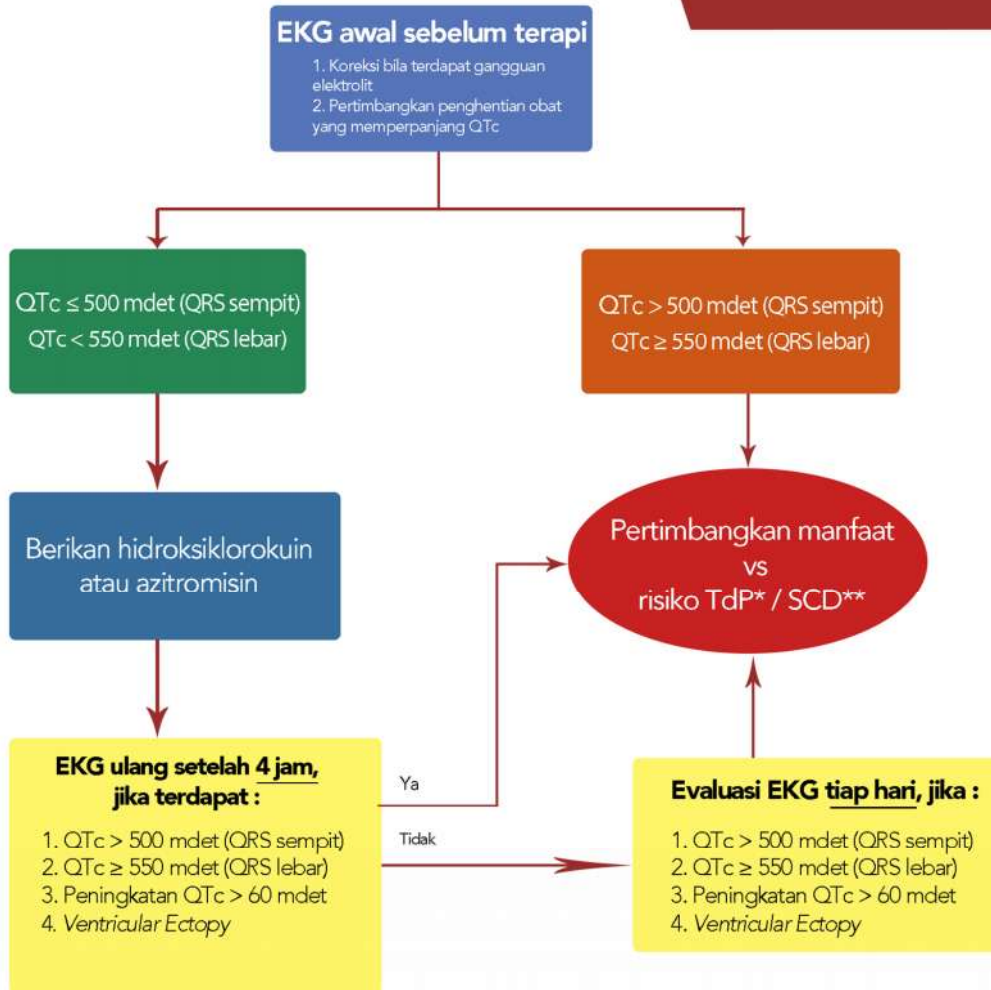 EKG awal sebelum terapi
1. Koreksi bila terdapat gangguan
elektrolit
2. Pertimbangkan penghentian obat
yang memperpanjang QTc
QTc ≤ 500 mdet (QRS sempit)
QTc < 550 mdet (QRS lebar)
QTc > 500 mdet (QRS sempit)
QTc ≥ 550 mdet (QRS lebar)
Berikan hidroksiklorokuin
atau azitromisin
Pertimbangkan manfaat
vs
risiko TdP* / SCD**
EKG ulang setelah 4 jam,
jika terdapat :
1. QTc > 500 mdet (QRS sempit)
2. QTc ≥ 550 mdet (QRS lebar)
3. Peningkatan QTc > 60 mdet
4. Ventricular Ectopy
Ya
Tidak
Evaluasi EKG tiap hari, jika :
1. QTc > 500 mdet (QRS sempit)
2. QTc ≥ 550 mdet (QRS lebar)
3. Peningkatan QTc > 60 mdet
4. Ventricular Ectopy